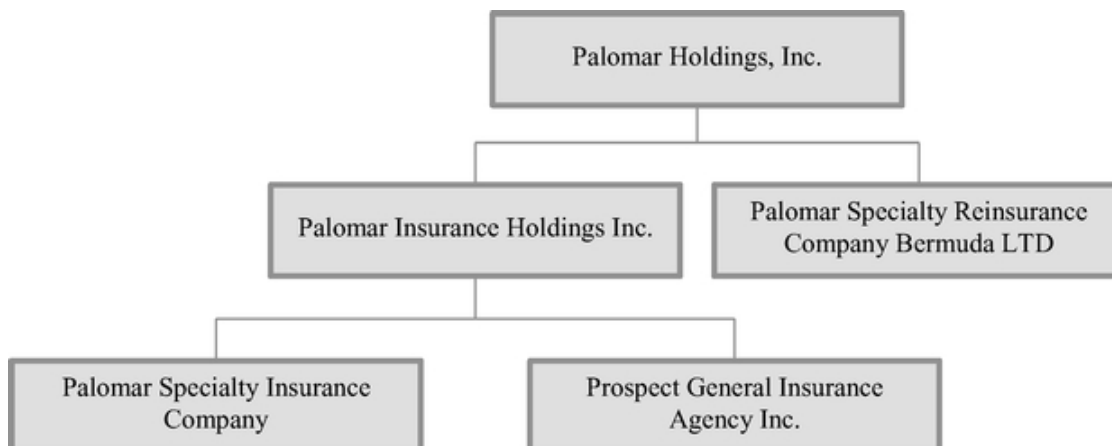 Palomar Holdings, Inc.
Palomar Insurance Holdings Inc.
Palomar Specialty Reinsurance
Company Bermuda LTD
Palomar Specialty Insurance
Company
Prospect General Insurance
Agency Inc.